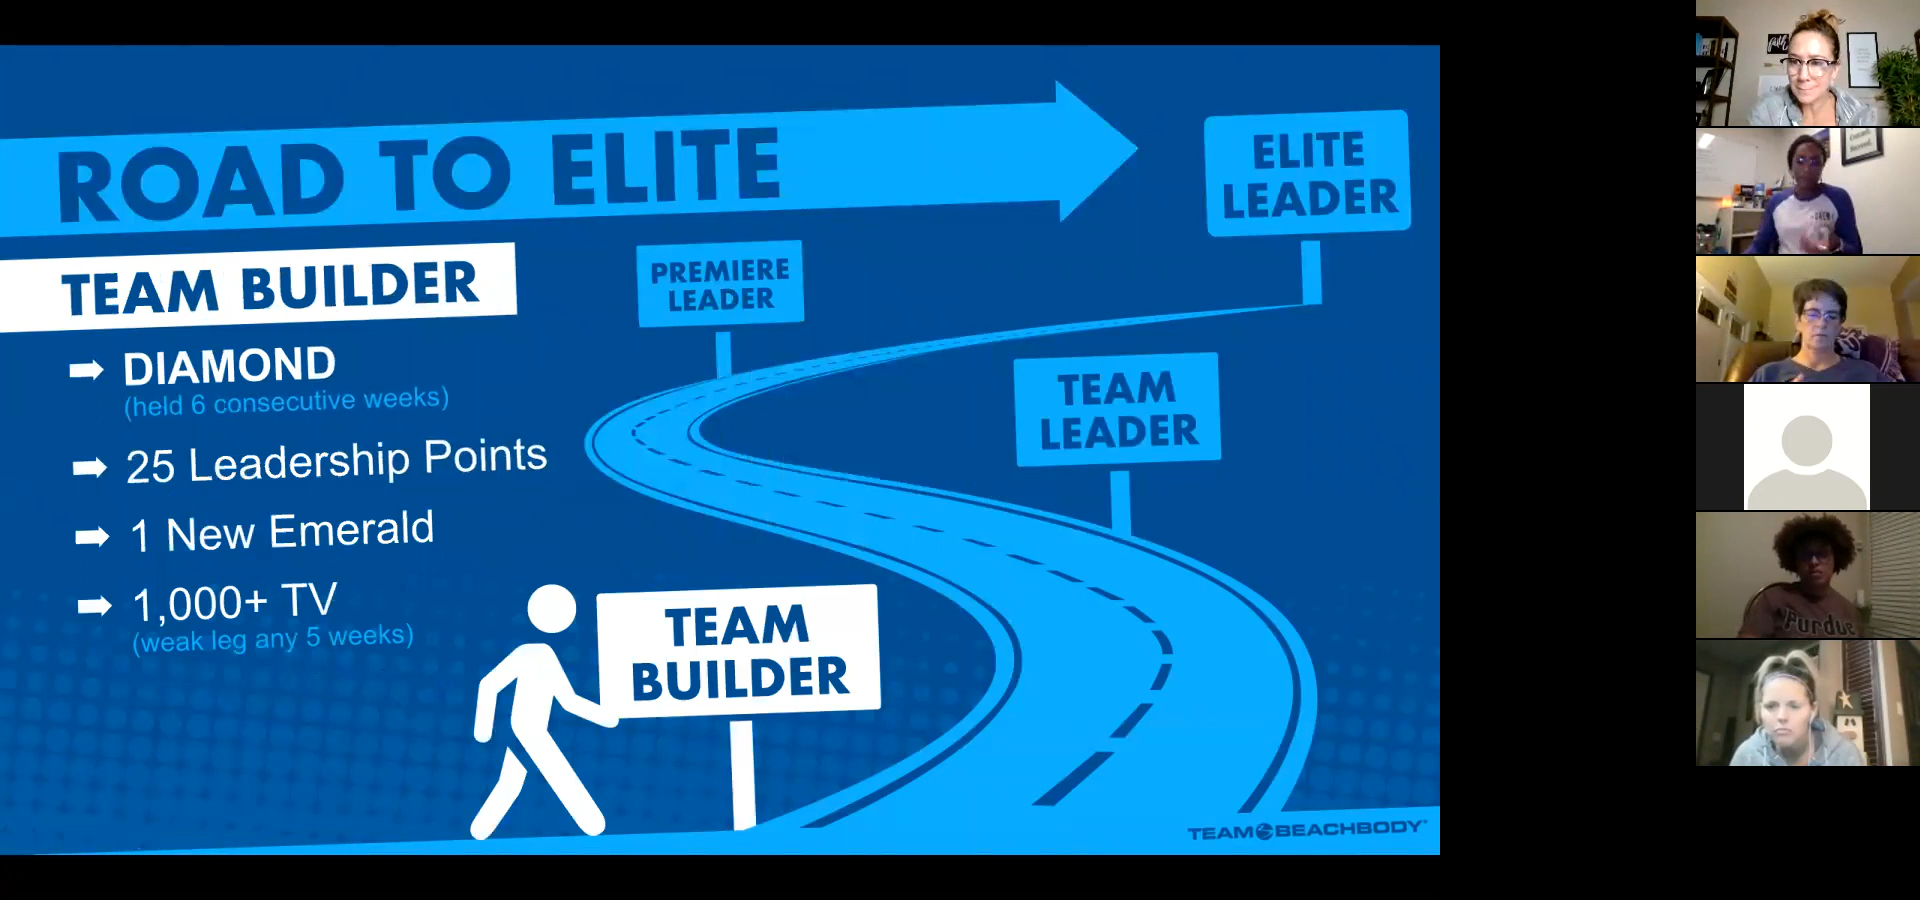 ROAD TO ELITE
ELITE
LEADER
TEAM BUILDER
PREMIERE
LEADER
DIAMOND
(held 6 consecutive weeks)
TEAM
LEADER
25 Leadership Points
1 New Emerald
1,000+ TV
(weak leg any 5 weeks)
TEAM
BUILDER
TEAM BEACHBODY
faith
Purdue